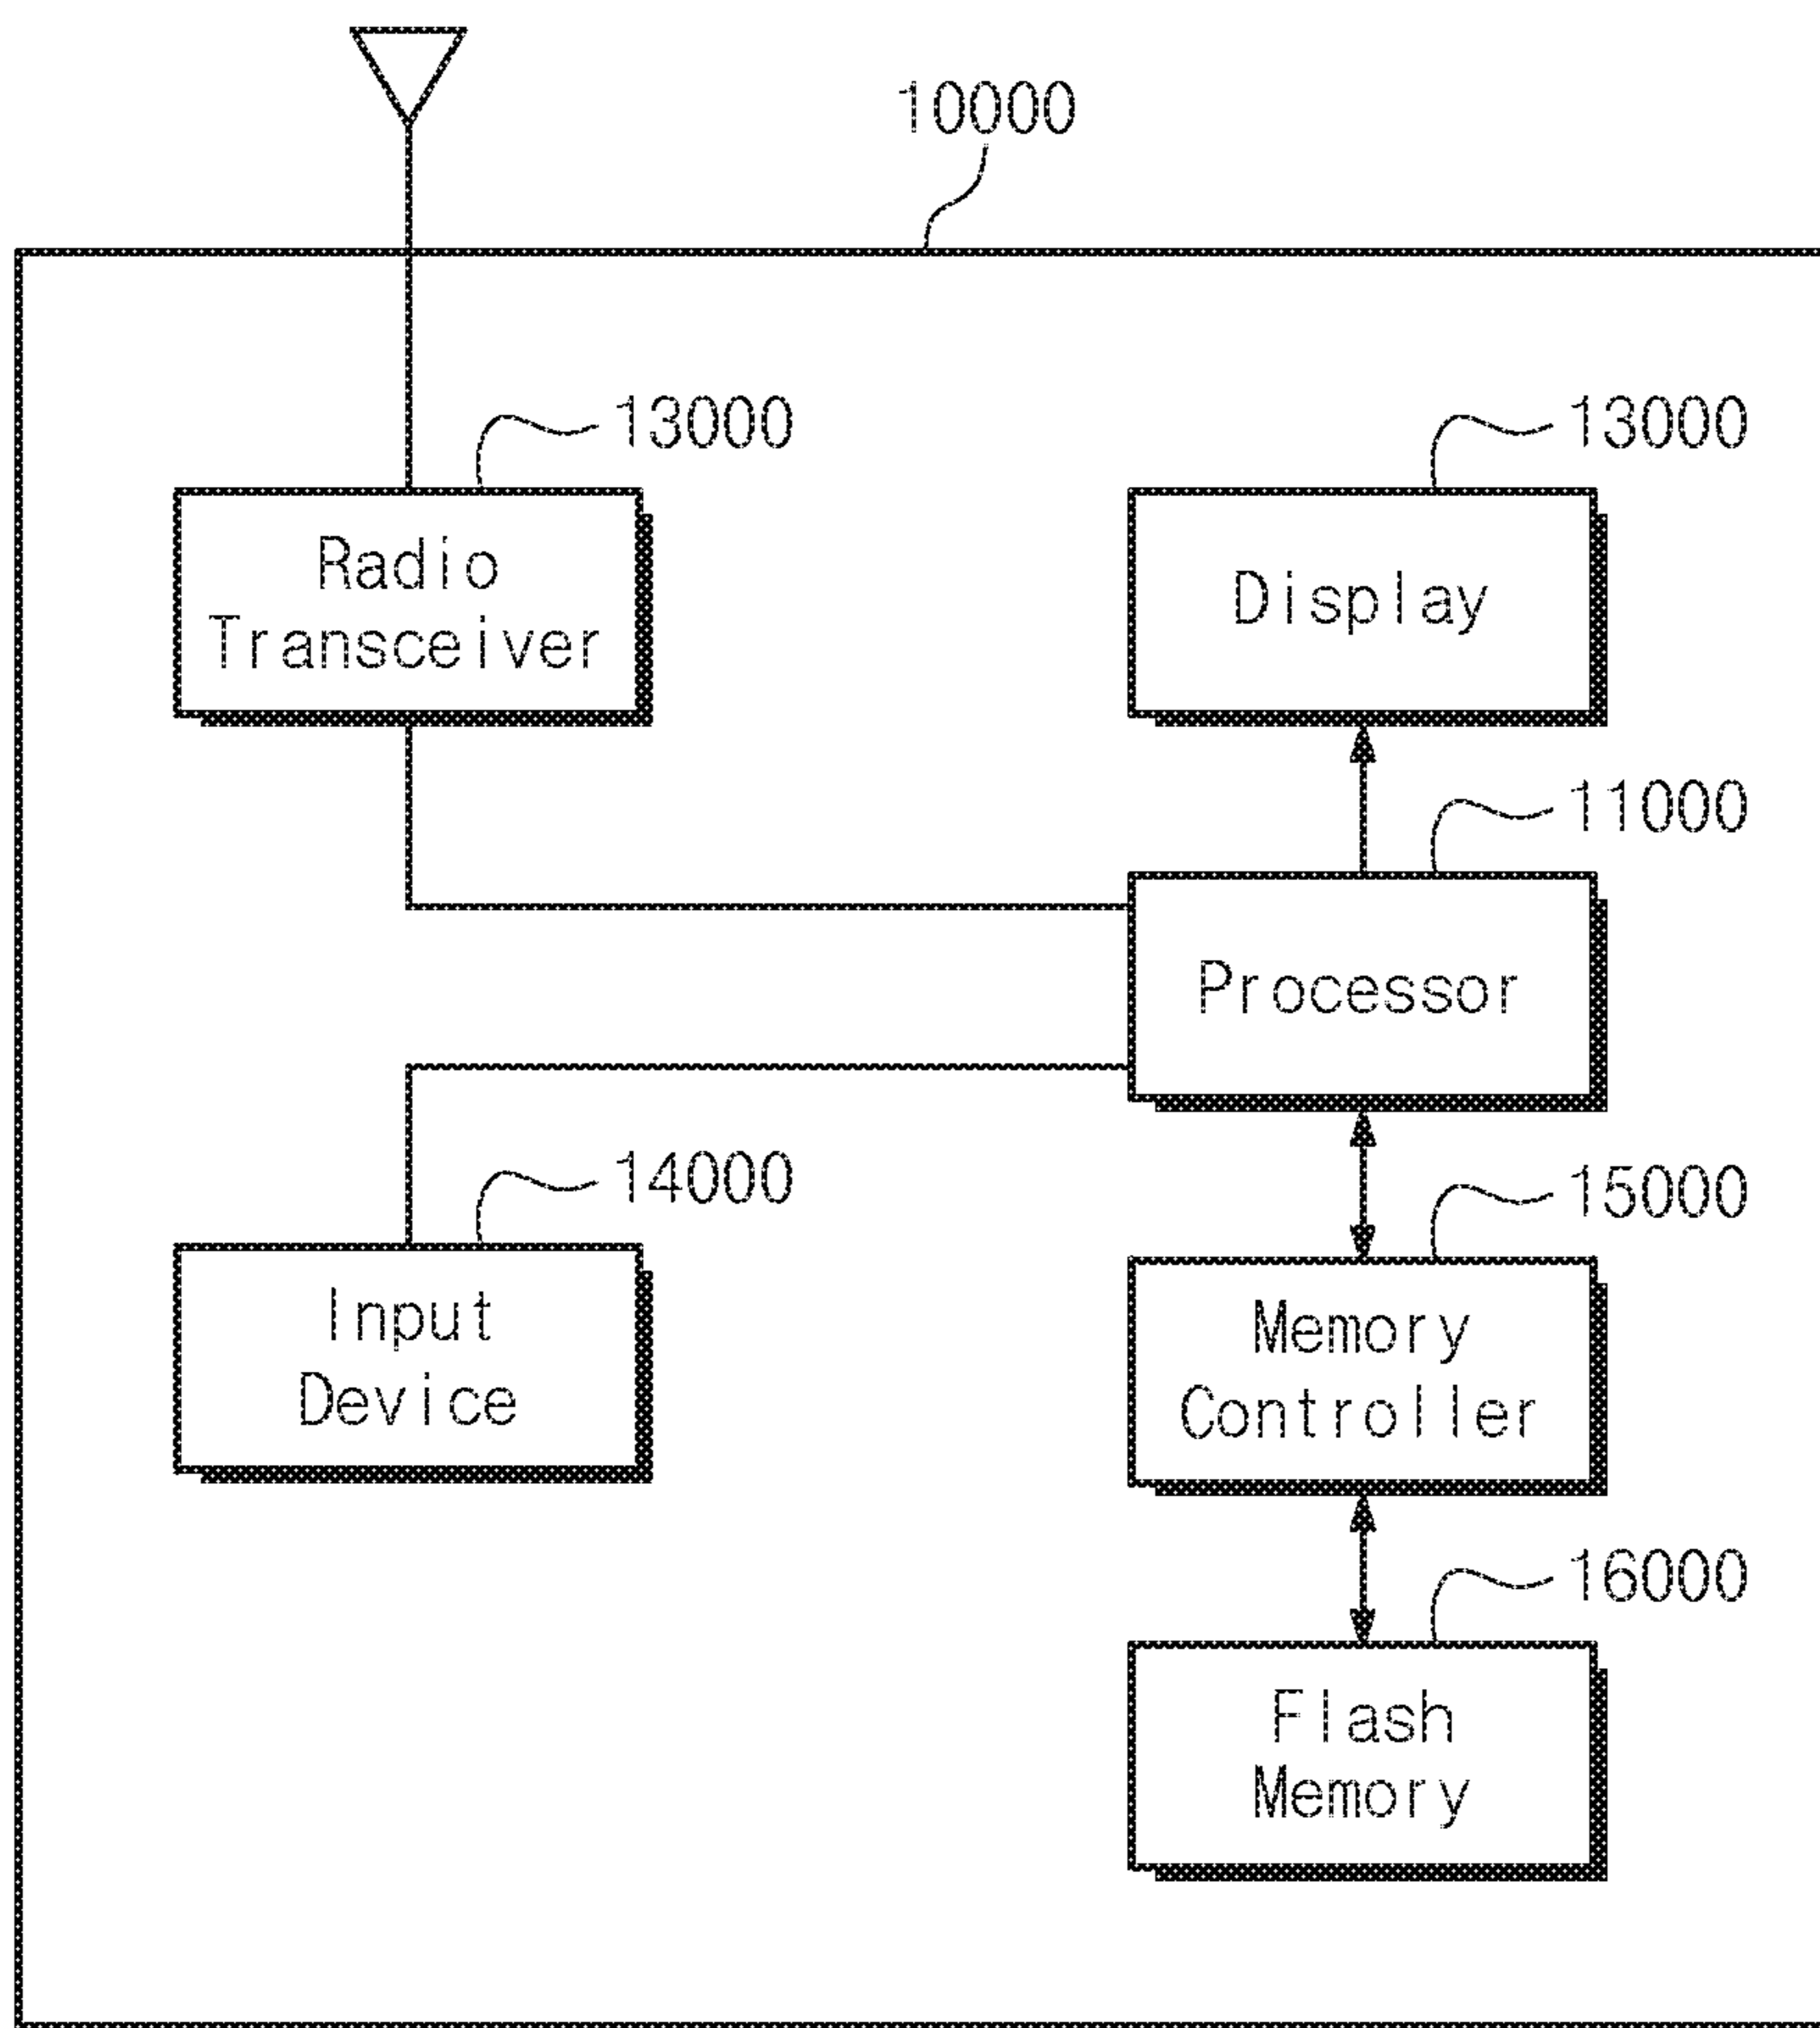 10000
13000
Radio
Transceiver
13000
Display
11000
Processor
14000
Input
Device
15000
Memory
Controller
16000
Flash
Memory